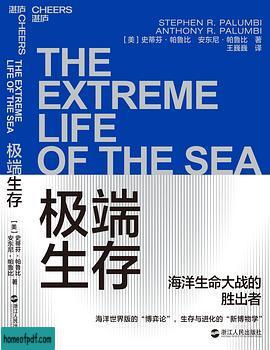 湛庐 CHEERS
STEPHEN R. PALUMBI
ANTHONY R. PALUMBI
[美] 史蒂芬·帕鲁比 安东尼·帕鲁比 著
王巍巍 译
THE
EXTREME
LIFE
OF THE SEA
极端
生存
海洋生命大战的
胜出者
海洋世界版的“博弈论”，生存与进化的“新博物学”
浙江人民出版社
湛庐 CHEERS
THE EXTREME
LIFE OF THE SEA
极端生存
[美] 史蒂芬·帕鲁比
安东尼·帕鲁比 著
浙江人民出版社
www.homeofpdf.com